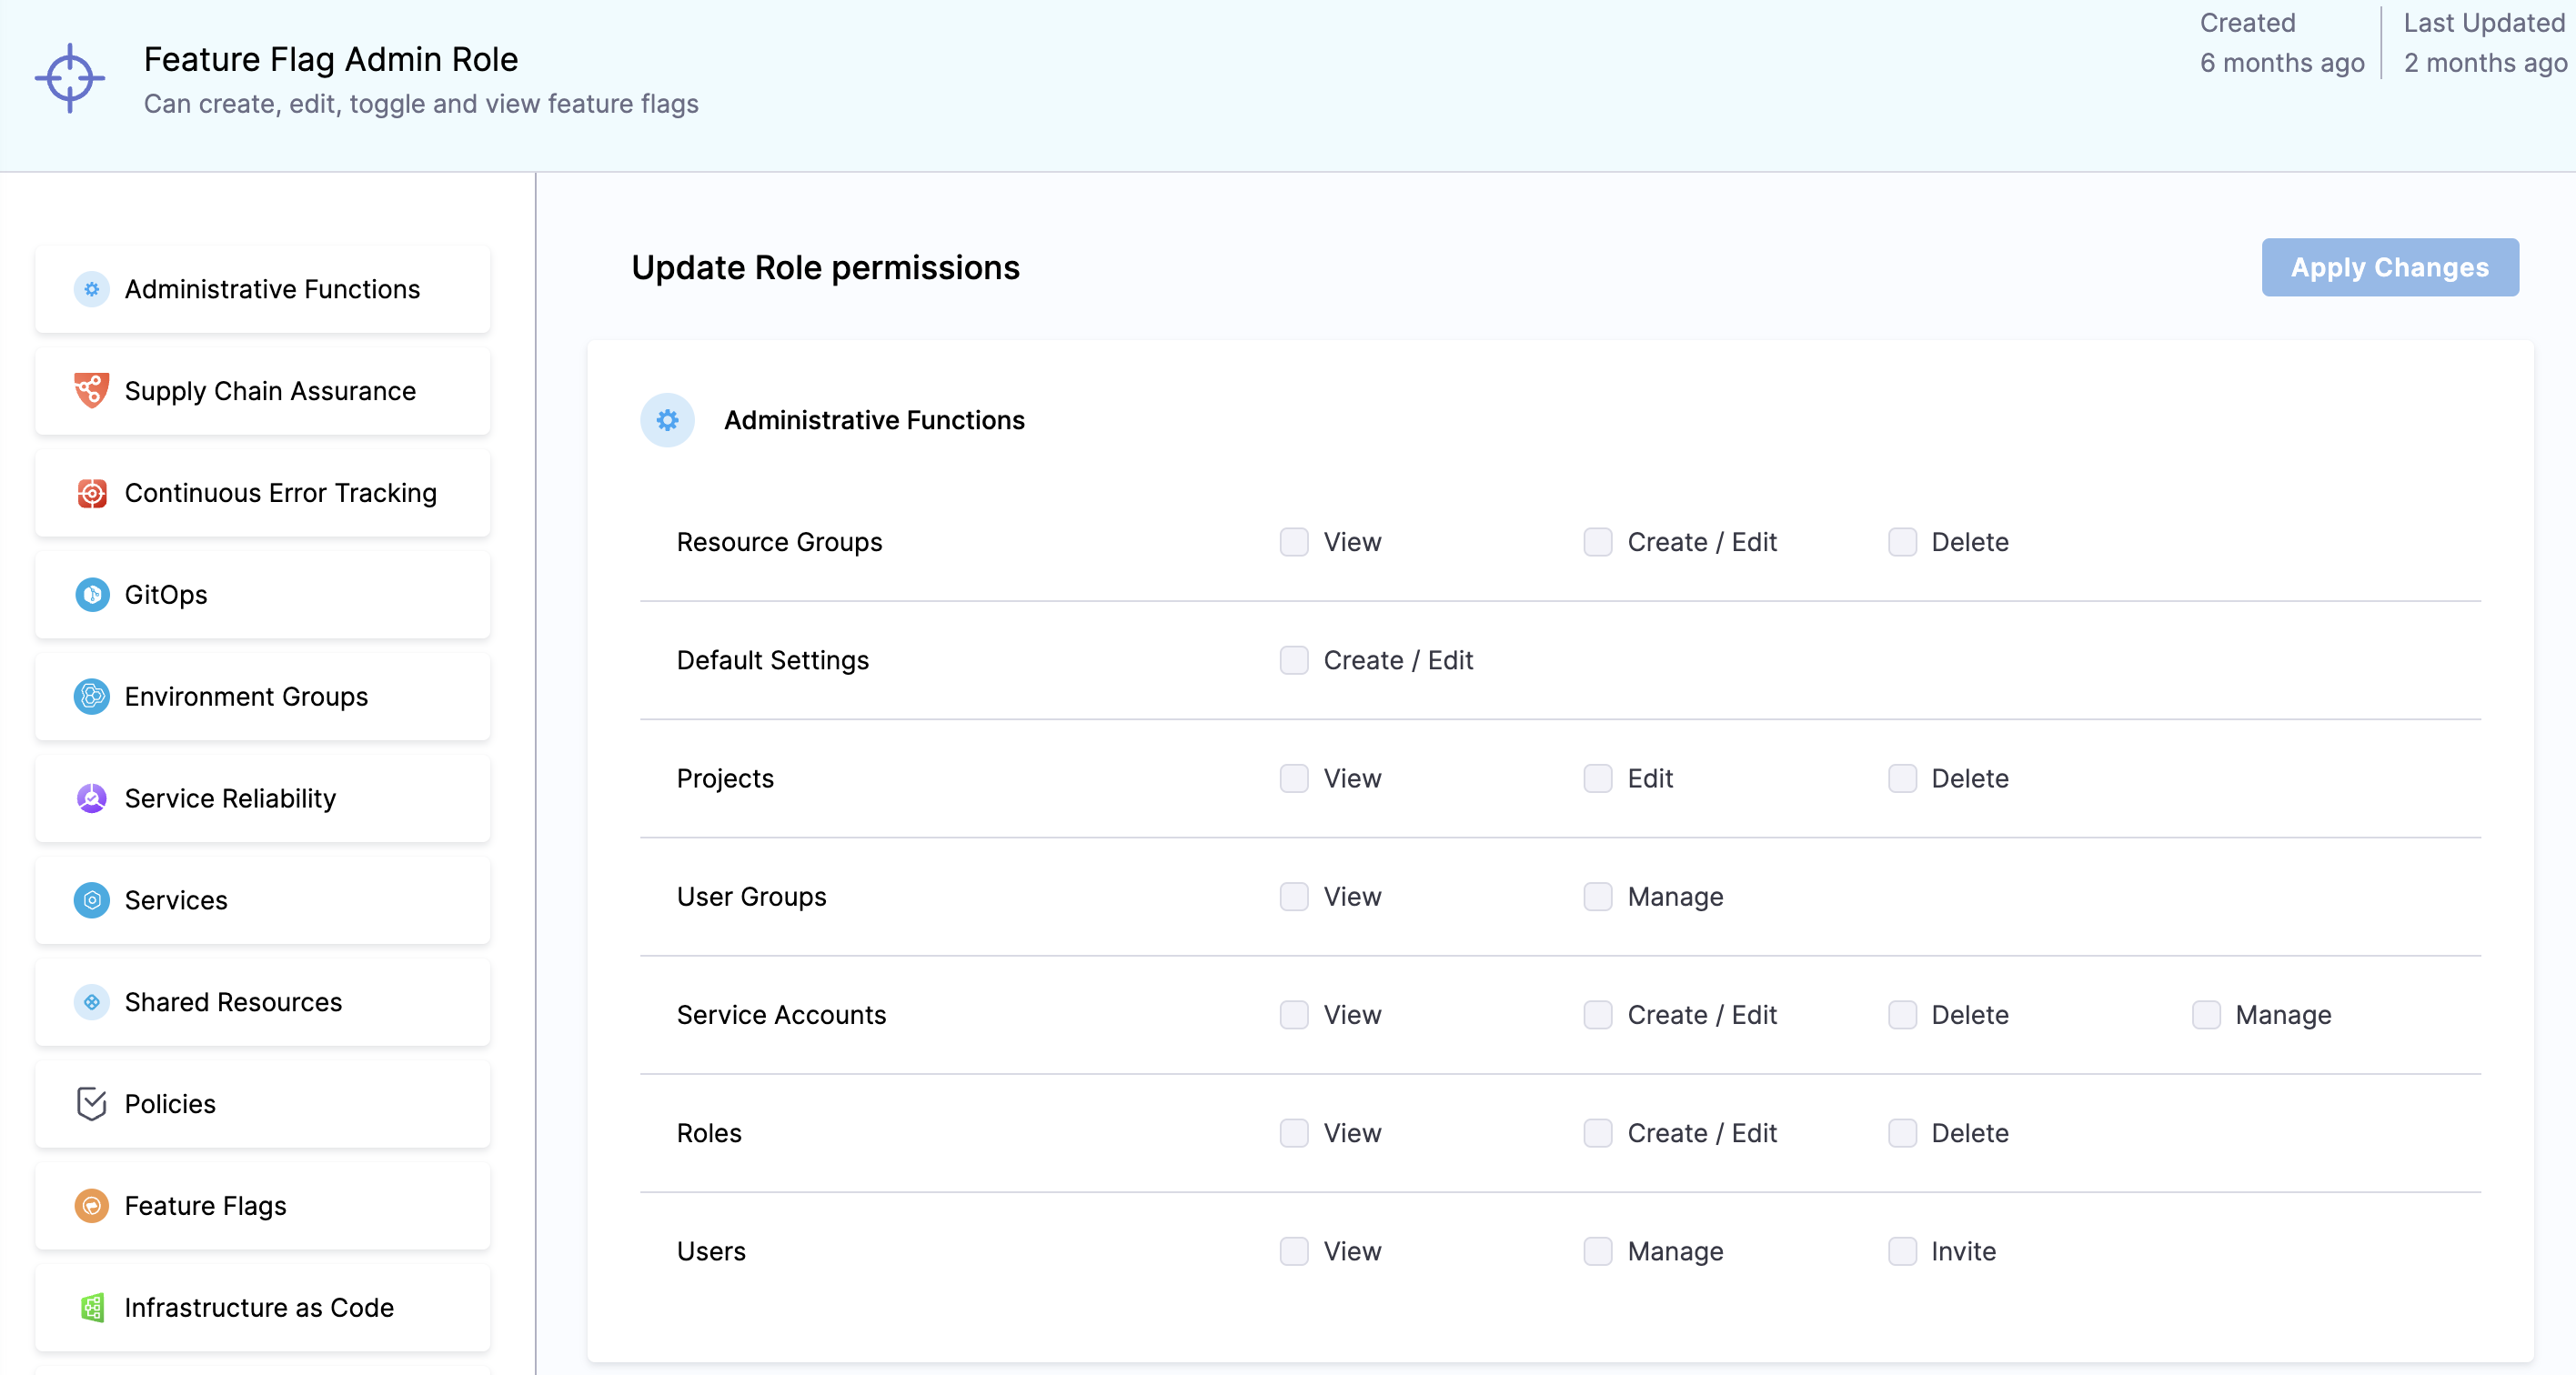 Feature Flag Admin Role
Can create, edit, toggle and view feature flags
Created
6 months ago
Last Updated
2 months ago
Administrative Functions
Supply Chain Assurance
Continuous Error Tracking
GitOps
Environment Groups
Service Reliability
Services
Shared Resources
Policies
Feature Flags
Infrastructure as Code
Update Role permissions
Apply Changes
Administrative Functions
Resource Groups View Create / Edit Delete
Default Settings Create / Edit
Projects View Edit Delete
User Groups View Manage
Service Accounts View Create / Edit Delete Manage
Roles View Create / Edit Delete
Users View Manage Invite